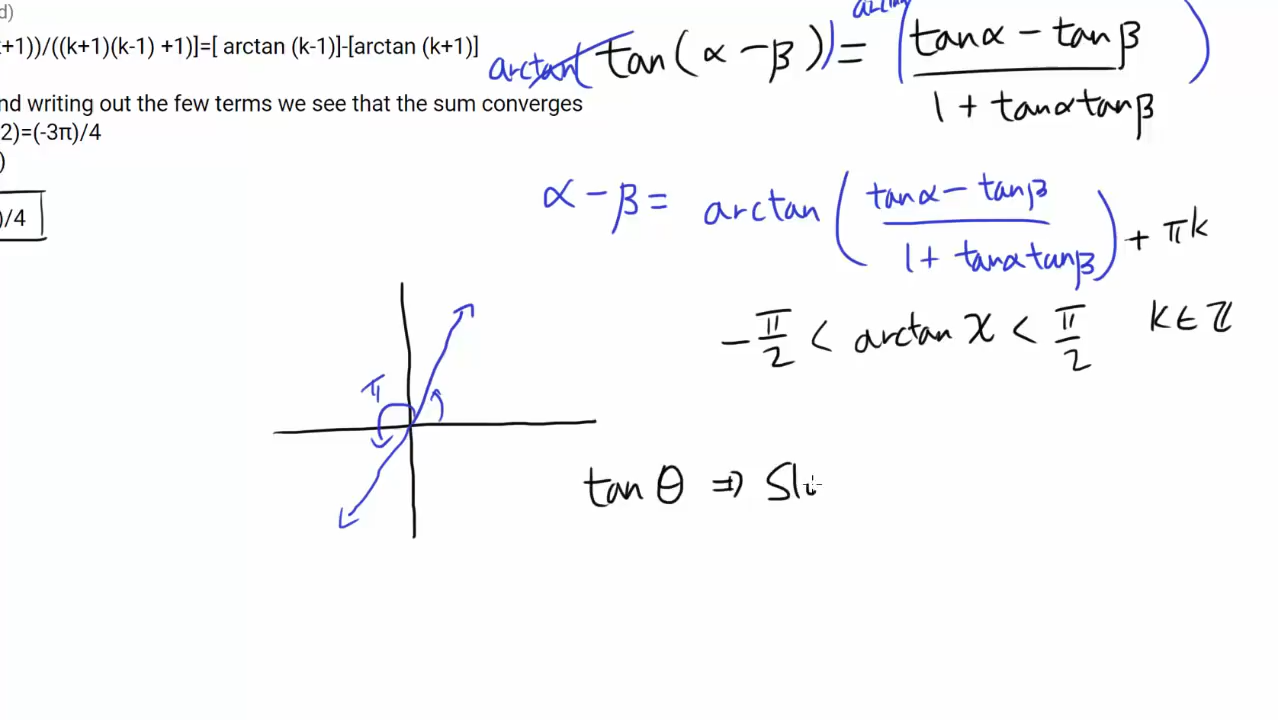 d)
+1))/((k+1)(k-1) +1)]=[ arctan (k-1)]-[arctan (k+1)]
nd writing out the few terms we see that the sum converges
2)=(-3π)/4
)
)/4
arctan( tan(α-β)) = arctan( tanα - tanβ )
1 + tanα tanβ
α - β = arctan ( tanα - tanβ ) + πk
1 + tanα tanβ
-π/2 < arctan x < π/2 k ∈ ℤ
π
tan θ ⇒ Slo